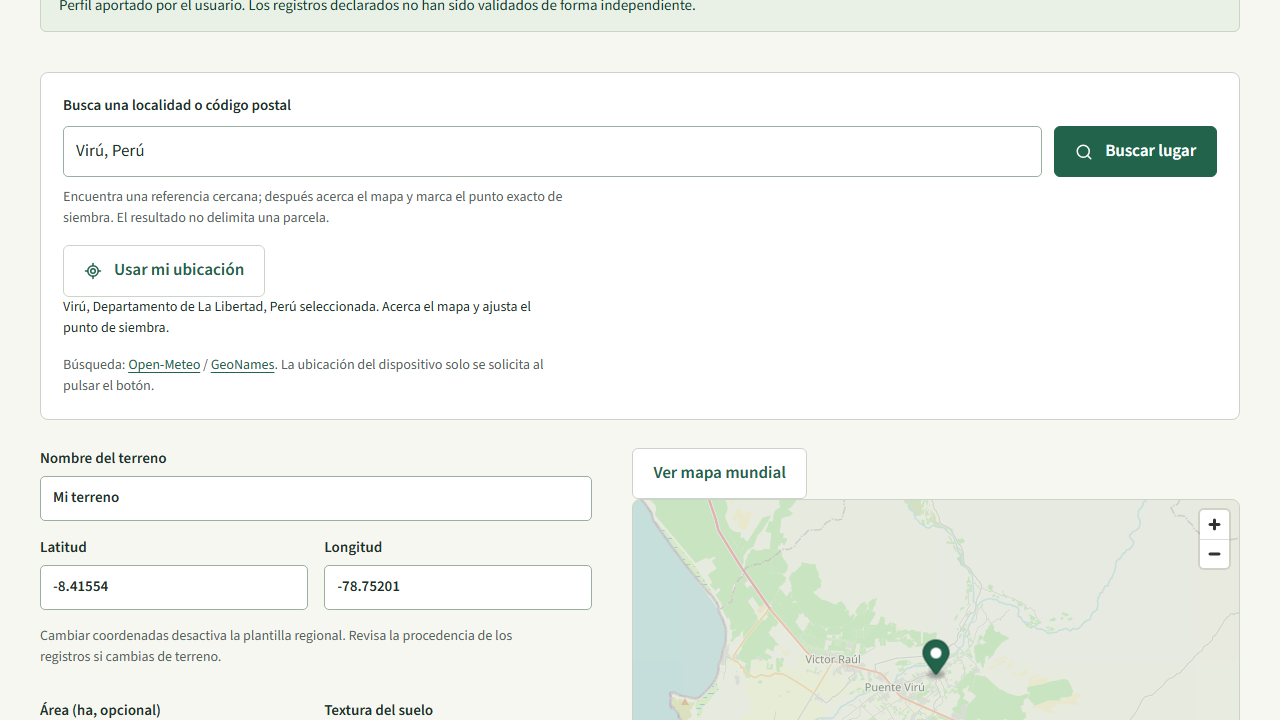 Perfil aportado por el usuario. Los registros declarados no han sido validados de forma independiente.
Busca una localidad o código postal
Virú, Perú
Buscar lugar
Encuentra una referencia cercana; después acerca el mapa y marca el punto exacto de
siembra. El resultado no delimita una parcela.
Usar mi ubicación
Virú, Departamento de La Libertad, Perú seleccionada. Acerca el mapa y ajusta el
punto de siembra.
Búsqueda: Open-Meteo / GeoNames. La ubicación del dispositivo solo se solicita al
pulsar el botón.
Nombre del terreno
Mi terreno
Latitud
Longitud
-8.41554
-78.75201
Cambiar coordenadas desactiva la plantilla regional. Revisa la procedencia de los
registros si cambias de terreno.
Área (ha, opcional)
Textura del suelo
Ver mapa mundial
+
−
Victor Raúl
Puente Virú